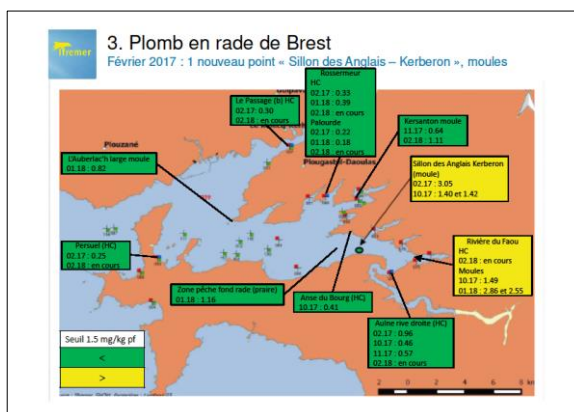 Ifremer
3. Plomb en rade de Brest
Février 2017 : 1 nouveau point « Sillon des Anglais – Kerberon », moules
Rossermeur
HC
02.17 : 0.33
01.18 : 0.39
02.18 : en cours
Palourde
02.17 : 0.22
01.18 : 0.18
02.18 : en cours
Le Passage (b) HC
02.17 : 0.30
02.18 : en cours
Kersanton moule
11.17 : 0.64
02.18 : 1.11
Plouzané
L'Auberlac'h large moule
01.18 : 0.82
Plougastel-Daoulas
Sillon des Anglais Kerberon
(moule)
02.17 : 3.05
10.17 : 1.40 et 1.42
Persuel (HC)
02.17 : 0.25
02.18 : en cours
Rivière du Faou
HC
02.18 : en cours
Moules
10.17 : 1.49
01.18 : 2.86 et 2.55
Zone pêche fond rade (praire)
01.18 : 1.16
Anse du Bourg (HC)
10.17 : 0.41
Aulne rive droite (HC)
02.17 : 0.96
10.17 : 0.46
11.17 : 0.57
02.18 : en cours
Seuil 1.5 mg/kg pf
<
>
2 0 2 4 6 8 km